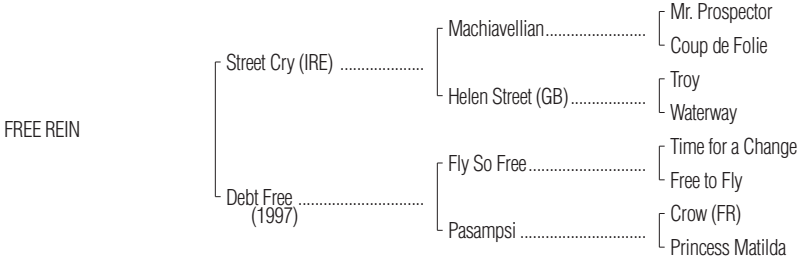 Mr. Prospector
Machiavellian......................
Coup de Folie
Street Cry (IRE) ..................
Troy
Helen Street (GB)................
Waterway
FREE REIN
Time for a Change
Fly So Free.........................
Free to Fly
Debt Free ...........................
(1997)
Crow (FR)
Pasampsi ...........................
Princess Matilda